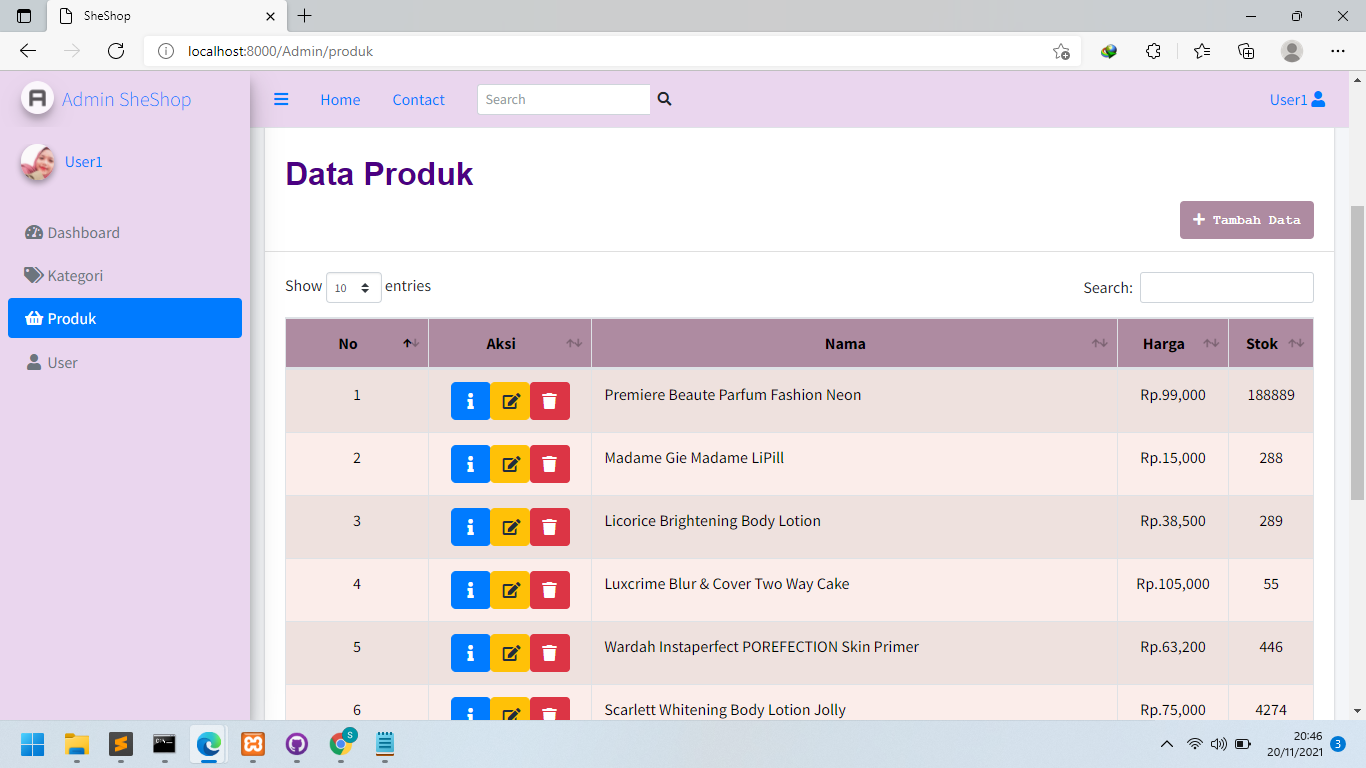 SheShop
localhost:8000/Admin/produk
Admin SheShop
Home
Contact
Search
User1
User1
Dashboard
Kategori
Produk
User
Data Produk
Tambah Data
Show 10 entries
Search:
No Aksi Nama Harga Stok
1 Premiere Beaute Parfum Fashion Neon Rp.99,000 188889
2 Madame Gie Madame LiPill Rp.15,000 288
3 Licorice Brightening Body Lotion Rp.38,500 289
4 Luxcrime Blur & Cover Two Way Cake Rp.105,000 55
5 Wardah Instaperfect POREFECTION Skin Primer Rp.63,200 446
6 Scarlett Whitening Body Lotion Jolly Rp.75,000 4274
S
20:46
20/11/2021
3